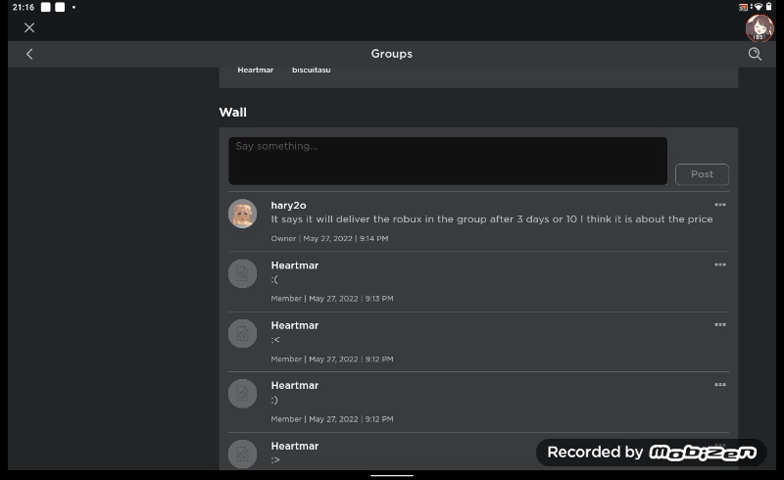 21:16
Groups
Heartmar biscuitasu
Wall
Say something...
Post
hary2o
It says it will deliver the robux in the group after 3 days or 10 I think it is about the price
Owner | May 27, 2022 | 9:14 PM
Heartmar
:(
Member | May 27, 2022 | 9:13 PM
Heartmar
:<
Member | May 27, 2022 | 9:12 PM
Heartmar
:)
Member | May 27, 2022 | 9:12 PM
Heartmar
:>
Recorded by Mobizen